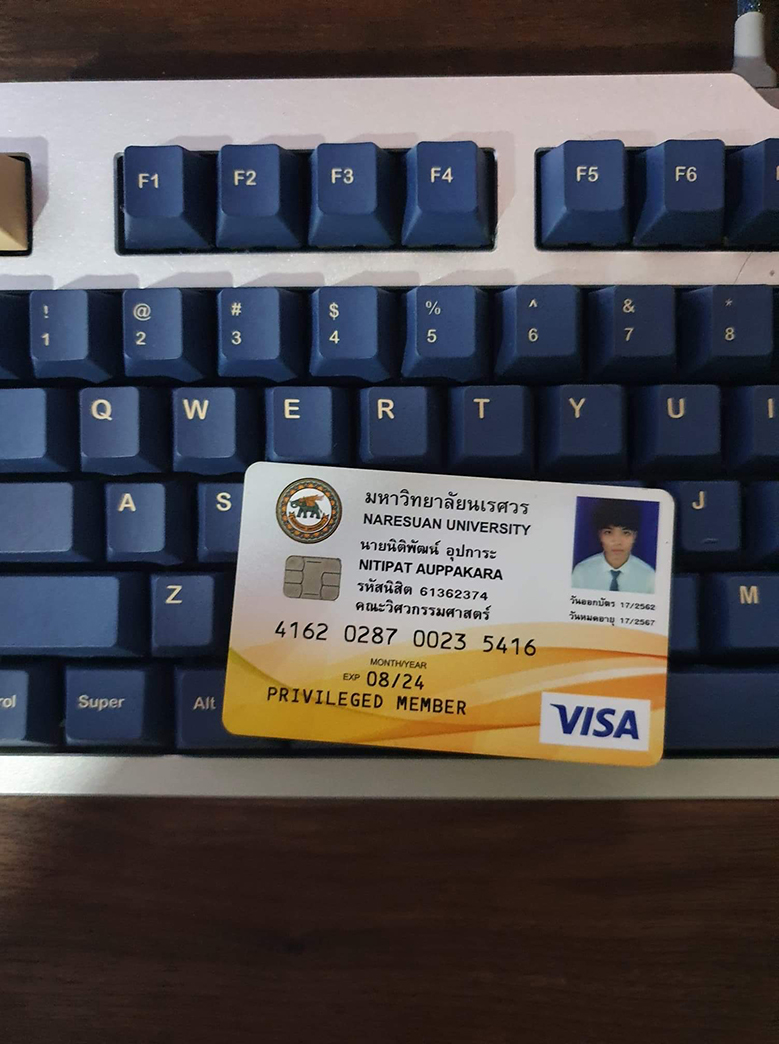 F1 F2 F3 F4 F5 F6
! @ # $ % ^ & *
1 2 3 4 5 6 7 8
Q W E R T Y U I
A S J
Z M
Super Alt
มหาวิทยาลัยนเรศวร
NARESUAN UNIVERSITY
นายนิติพัฒน์ อุปการะ
NITIPAT AUPPAKARA
รหัสนิสิต 61362374
คณะวิศวกรรมศาสตร์
วันออกบัตร 17/2562
วันหมดอายุ 17/2567
4162 0287 0023 5416
MONTH/YEAR
EXP 08/24
PRIVILEGED MEMBER
VISA